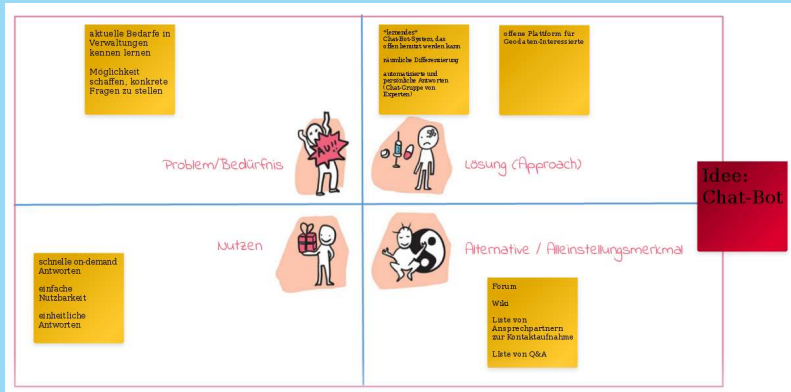 aktuelle Bedarfe in
Verwaltungen
kennen lernen
Möglichkeit
schaffen, konkrete
Fragen zu stellen
AU!!
Problem/Bedürfnis
*lernendes*
Chat-Bot-System, das
offen benutzt werden kann
räumliche Differenzierung
automatisierte und
persönliche Antworten
(Chat-Gruppe von
Experten)
offene Plattform für
Geodaten-Interessierte
Lösung (Approach)
Idee:
Chat-Bot
Nutzen
schnelle on-demand
Antworten
einfache
Nutzbarkeit
einheitliche
Antworten
Alternative / Alleinstellungsmerkmal
Forum
Wiki
Liste von
Ansprechpartnern
zur Kontaktaufnahme
LIste von Q&A